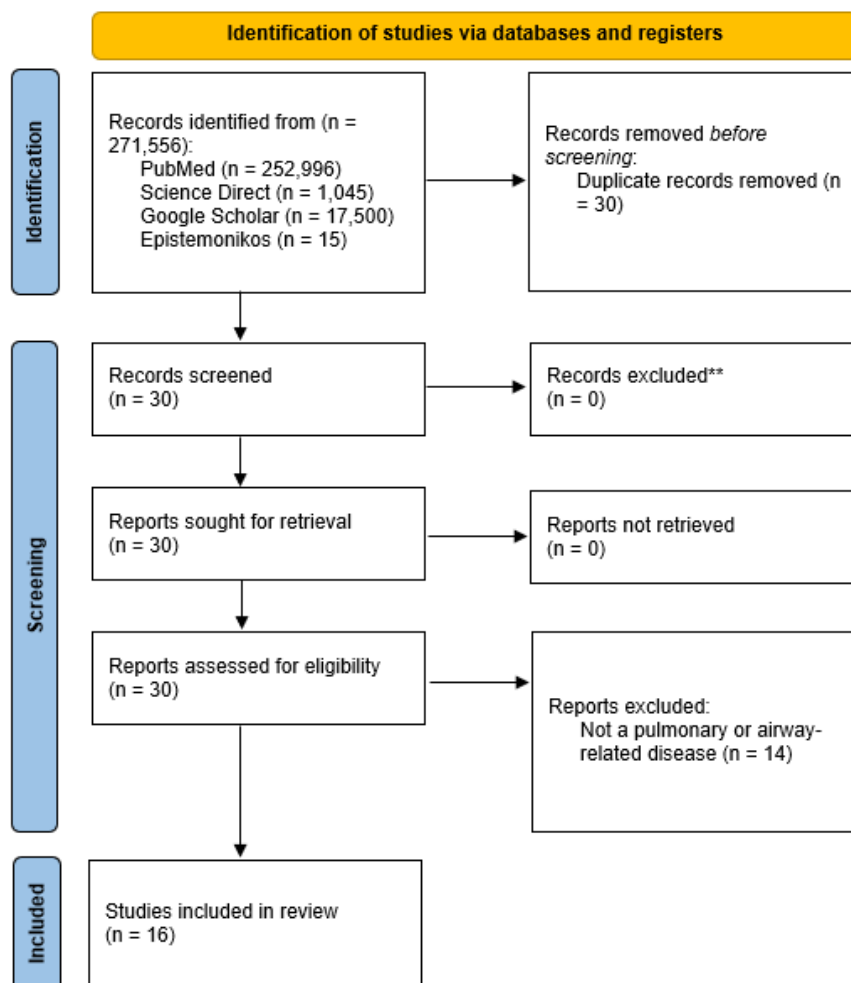 Identification of studies via databases and registers
Identification
Records identified from (n =
271,556):
PubMed (n = 252,996)
Science Direct (n = 1,045)
Google Scholar (n = 17,500)
Epistemonikos (n = 15)
Records removed before
screening:
Duplicate records removed (n
= 30)
Screening
Records screened
(n = 30)
Records excluded**
(n = 0)
Reports sought for retrieval
(n = 30)
Reports not retrieved
(n = 0)
Reports assessed for eligibility
(n = 30)
Reports excluded:
Not a pulmonary or airway-
related disease (n = 14)
Included
Studies included in review
(n = 16)